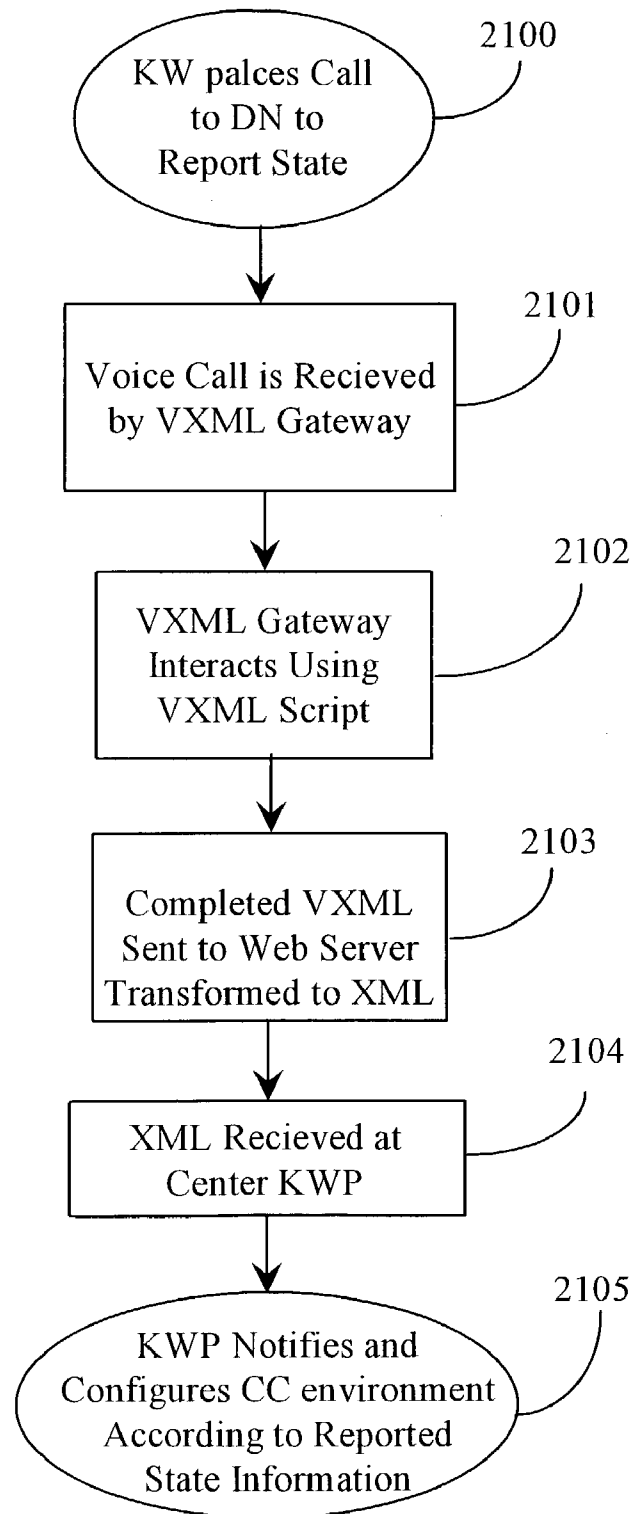 2100
KW palces Call
to DN to
Report State
2101
Voice Call is Recieved
by VXML Gateway
2102
VXML Gateway
Interacts Using
VXML Script
2103
Completed VXML
Sent to Web Server
Transformed to XML
2104
XML Recieved at
Center KWP
2105
KWP Notifies and
Configures CC environment
According to Reported
State Information